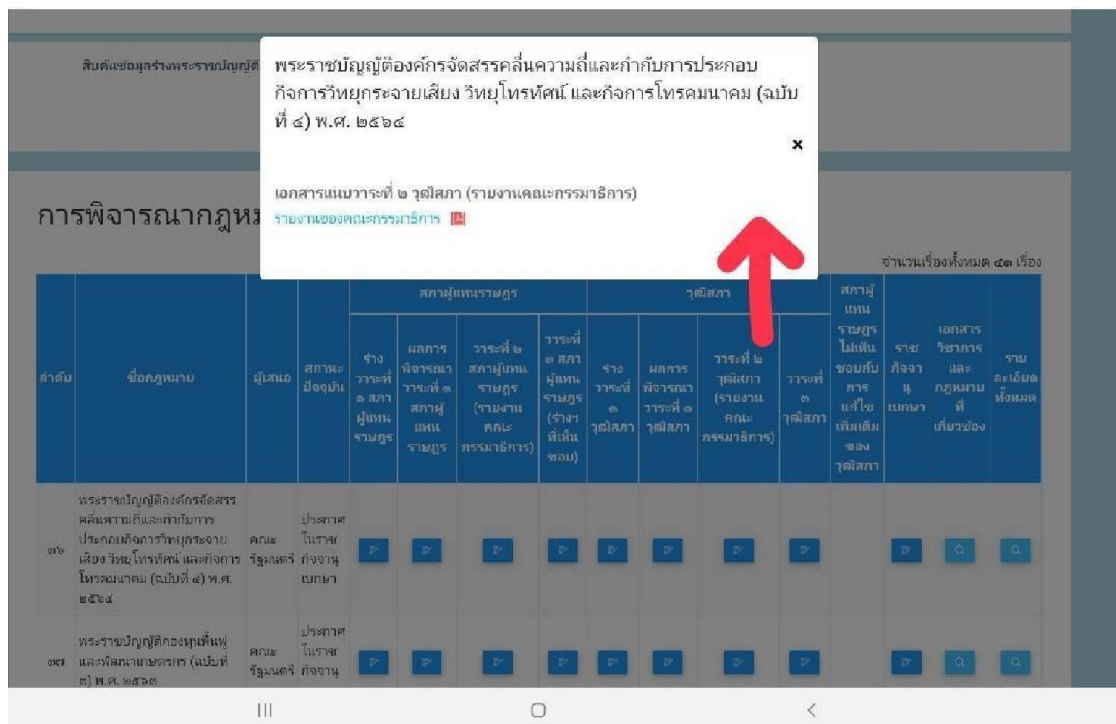 สืบค้นข้อมูลร่างพระราชบัญญัติ
พระราชบัญญัติองค์กรจัดสรรคลื่นความถี่และกำกับการประกอบ
กิจการวิทยุกระจายเสียง วิทยุโทรทัศน์ และกิจการโทรคมนาคม (ฉบับ
ที่ ๔) พ.ศ. ๒๕๖๔
x
เอกสารแนบวาระที่ ๒ วุฒิสภา (รายงานคณะกรรมาธิการ)
รายงานของคณะกรรมาธิการ
การพิจารณากฎหม
จำนวนเรื่องทั้งหมด ๔๑ เรื่อง
สภาผู้แทนราษฎร
วุฒิสภา
ลำดับ
ชื่อกฎหมาย
ผู้เสนอ
สถานะ
ปัจจุบัน
ร่าง
วาระที่
๑ สภา
ผู้แทน
ราษฎร
ผลการ
พิจารณา
วาระที่ ๑
สภาผู้
แทน
ราษฎร
วาระที่ ๒
สภาผู้แทน
ราษฎร
(รายงาน
คณะ
กรรมาธิการ)
วาระที่
๓ สภา
ผู้แทน
ราษฎร
(ร่างฯ
ที่เห็น
ชอบ)
ร่าง
วาระที่
๑
วุฒิสภา
ผลการ
พิจารณา
วาระที่ ๑
วุฒิสภา
วาระที่ ๒
วุฒิสภา
(รายงาน
คณะ
กรรมาธิการ)
วาระที่
๓
วุฒิสภา
สภาผู้
แทน
ราษฎร
ไม่เห็น
ชอบกับ
การ
แก้ไข
เพิ่มเติม
ของ
วุฒิสภา
ราช
กิจจา
นุ
เบกษา
เอกสาร
วิชาการ
และ
กฎหมาย
ที่
เกี่ยวข้อง
ราย
ละเอียด
ทั้งหมด
๓๖
พระราชบัญญัติองค์กรจัดสรร
คลื่นความถี่และกำกับการ
ประกอบกิจการวิทยุกระจาย
เสียง วิทยุโทรทัศน์ และกิจการ
โทรคมนาคม (ฉบับที่ ๔) พ.ศ.
๒๕๖๔
คณะ
รัฐมนตรี
ประกาศ
ในราช
กิจจานุ
เบกษา
๓๗
พระราชบัญญัติกองทุนฟื้นฟู
และพัฒนาเกษตรกร (ฉบับที่
๓) พ.ศ. ๒๕๖๓
คณะ
รัฐมนตรี
ประกาศ
ในราช
กิจจานุ